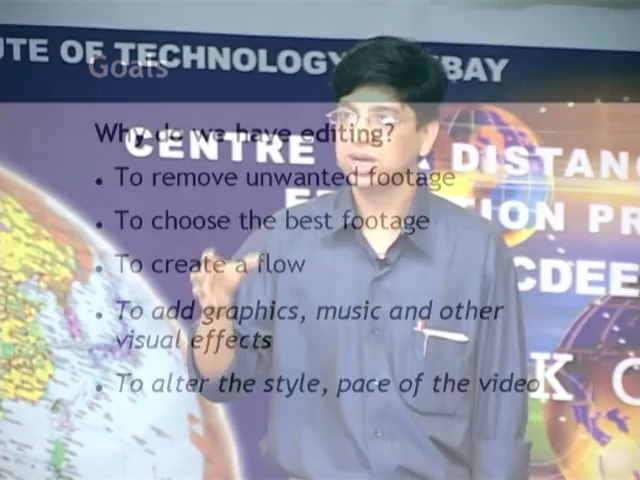 UTE OF TECHNOLOGY BAY
Goals
Why do we have editing?
CENTRE DISTANC
• To remove unwanted footage
ION PR
• To choose the best footage
• To create a flow
CDEE
• To add graphics, music and other
visual effects
K
• To alter the style, pace of the video